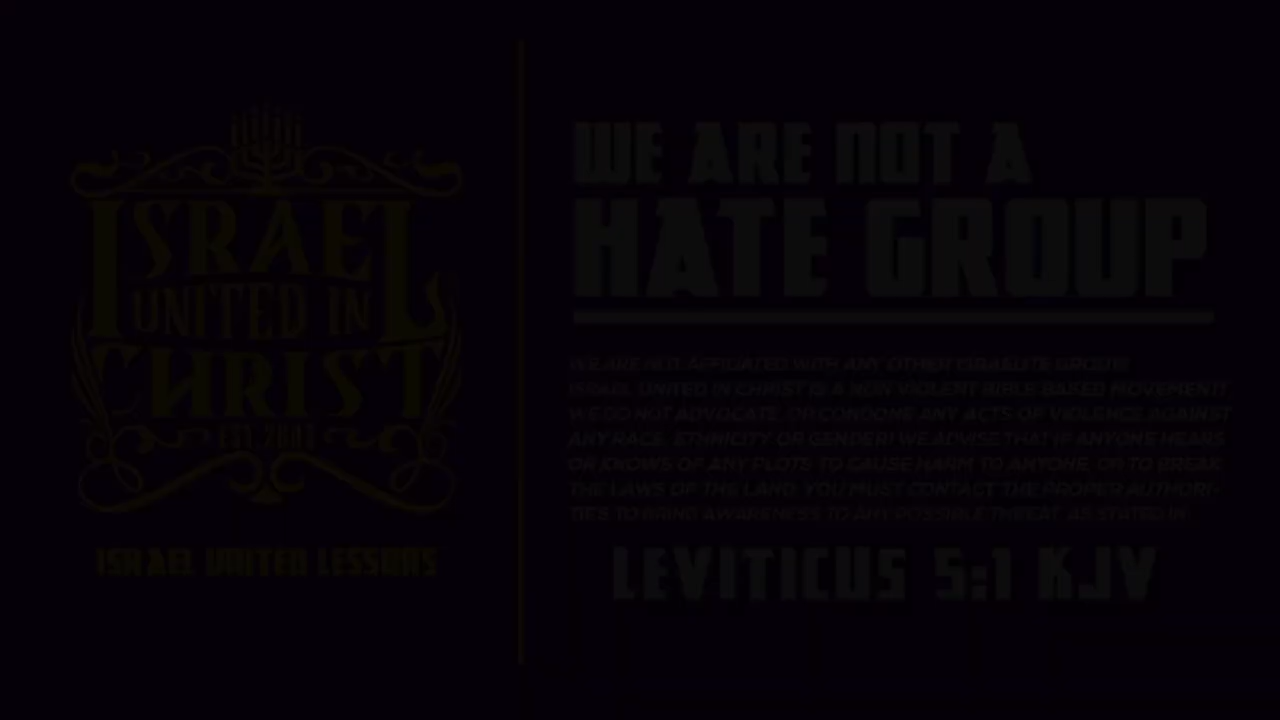 ISRAEL
UNITED IN
CHRIST
EST. 2003
ISRAEL UNITED LESSONS
WE ARE NOT A
HATE GROUP
WE ARE NOT AFFILIATED WITH ANY OTHER ISRAELITE GROUPS
ISRAEL UNITED IN CHRIST IS A NON VIOLENT BIBLE BASED MOVEMENT!
WE DO NOT ADVOCATE, OR CONDONE ANY ACTS OF VIOLENCE AGAINST
ANY RACE, ETHNICITY, OR GENDER! WE ADVISE THAT IF ANYONE HEARS
OR KNOWS OF ANY PLOTS TO CAUSE HARM TO ANYONE, OR TO BREAK
THE LAWS OF THE LAND, YOU MUST CONTACT THE PROPER AUTHORI-
TIES TO BRING AWARENESS TO ANY POSSIBLE THREAT, AS STATED IN:
LEVITICUS 5:1 KJV